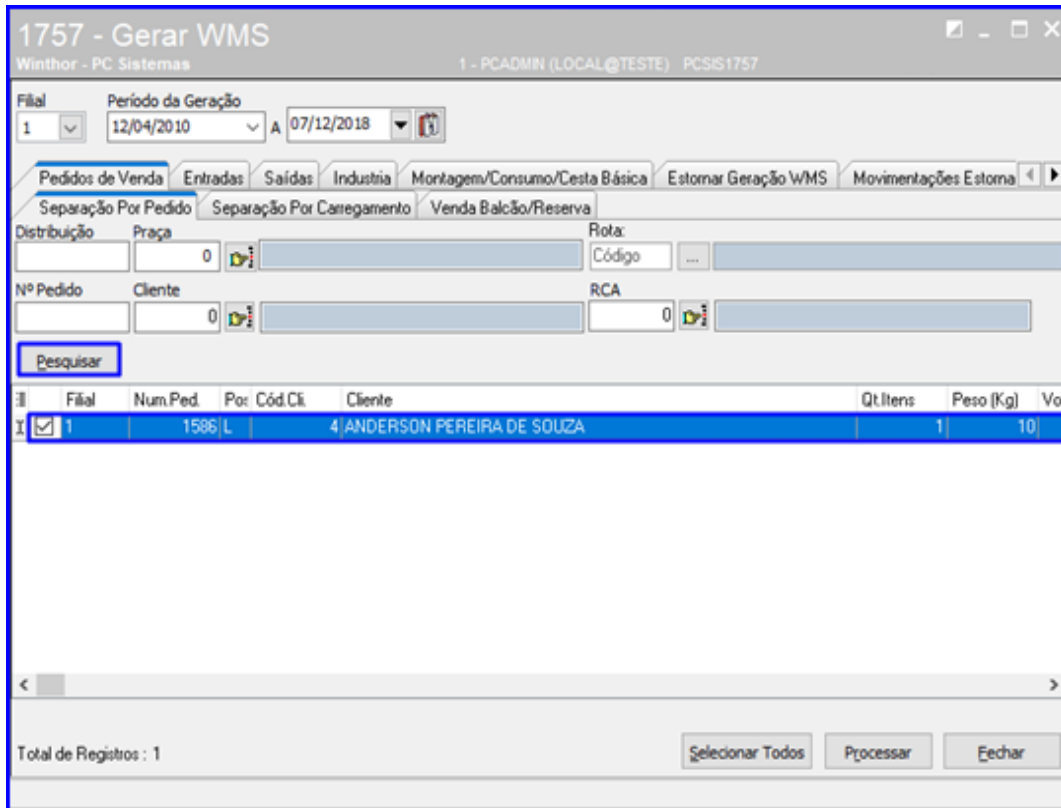 1757 - Gerar WMS
Winthor - PC Sistemas 1 - PCADMIN (LOCAL@TESTE) PCSIS1757
Filial Período da Geração
1 12/04/2010 A 07/12/2018
Pedidos de Venda Entradas Saídas Industria Montagem/Consumo/Cesta Básica Estornar Geração WMS Movimentações Estorna
Separação Por Pedido Separação Por Carregamento Venda Balcão/Reserva
Distribuição Praça Rota:
0 Código ...
Nº Pedido Cliente RCA
0 0
Pesquisar
Filial Num.Ped. Pos Cód.Cli. Cliente Qt.Itens Peso (Kg) Vo
1 1586 L 4 ANDERSON PEREIRA DE SOUZA 1 10
Total de Registros : 1 Selecionar Todos Processar Fechar